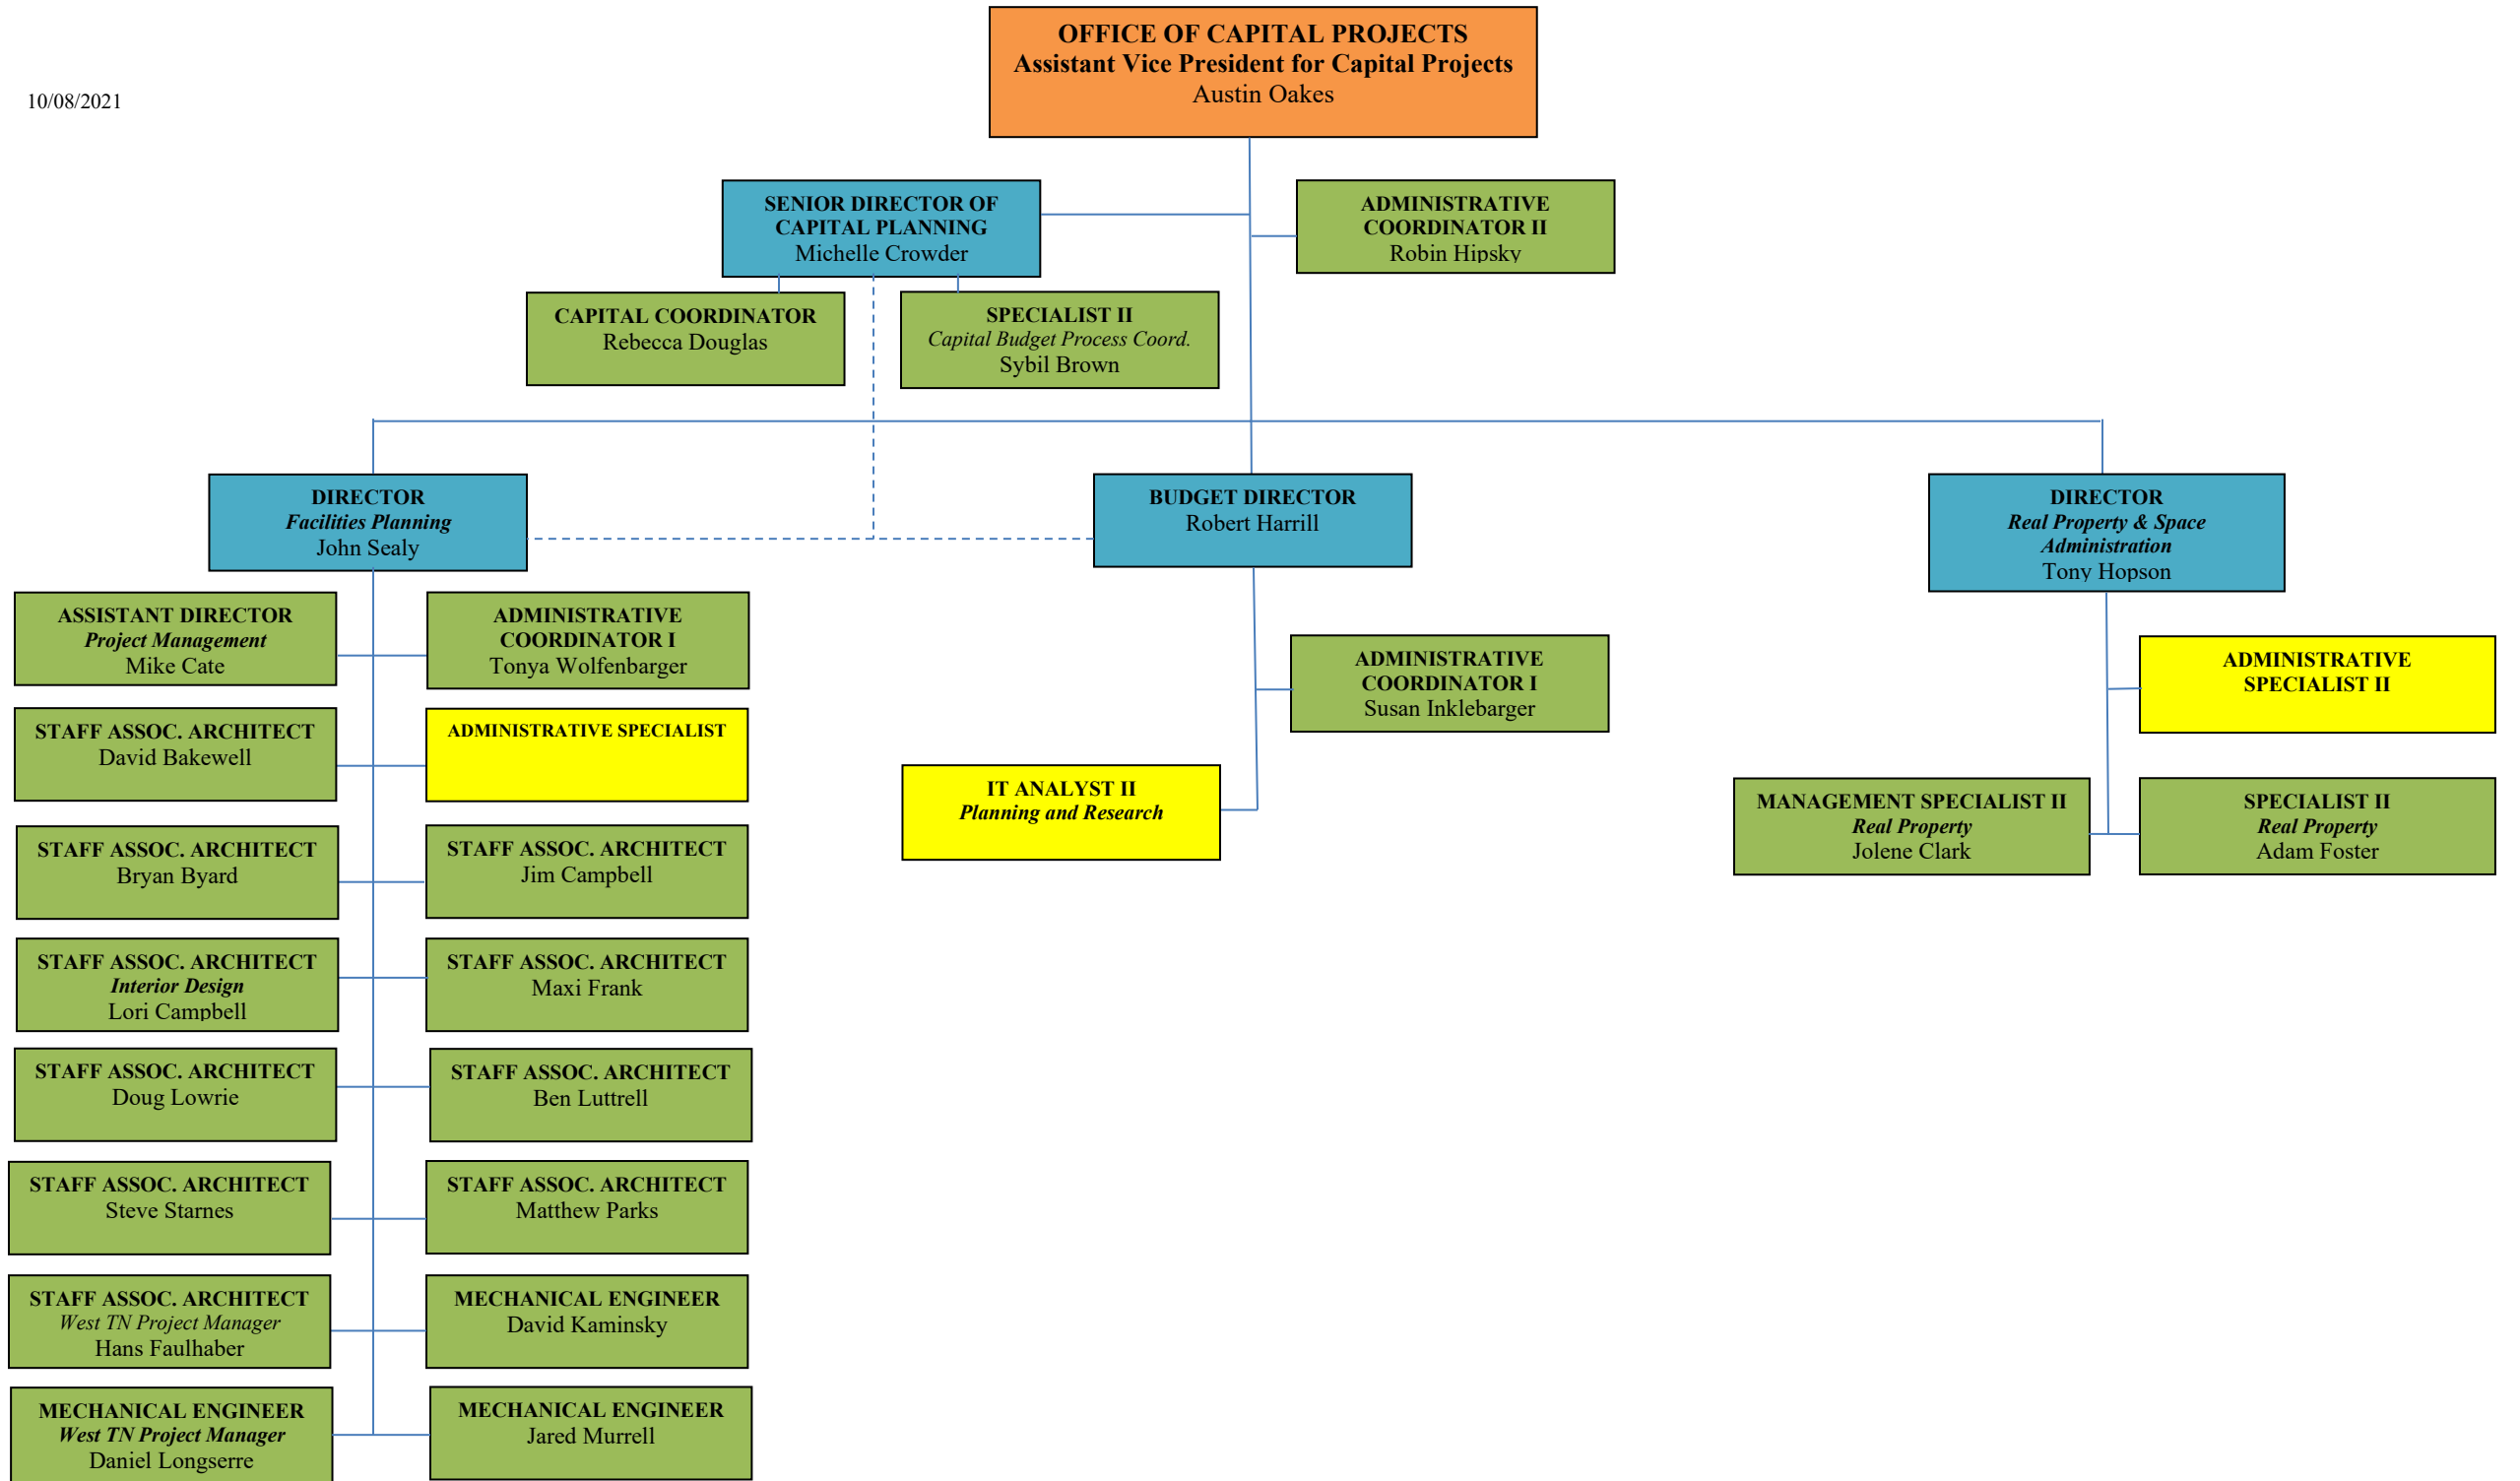 OFFICE OF CAPITAL PROJECTS
Assistant Vice President for Capital Projects
Austin Oakes
10/08/2021
SENIOR DIRECTOR OF
CAPITAL PLANNING
Michelle Crowder
ADMINISTRATIVE
COORDINATOR II
Robin Hipsky
CAPITAL COORDINATOR
Rebecca Douglas
SPECIALIST II
Capital Budget Process Coord.
Sybil Brown
DIRECTOR
Facilities Planning
John Sealy
BUDGET DIRECTOR
Robert Harrill
DIRECTOR
Real Property & Space
Administration
Tony Hopson
ASSISTANT DIRECTOR
Project Management
Mike Cate
ADMINISTRATIVE
COORDINATOR I
Tonya Wolfenbarger
ADMINISTRATIVE
COORDINATOR I
Susan Inklebarger
ADMINISTRATIVE
SPECIALIST II
STAFF ASSOC. ARCHITECT
David Bakewell
ADMINISTRATIVE SPECIALIST
IT ANALYST II
Planning and Research
MANAGEMENT SPECIALIST II
Real Property
Jolene Clark
SPECIALIST II
Real Property
Adam Foster
STAFF ASSOC. ARCHITECT
Bryan Byard
STAFF ASSOC. ARCHITECT
Jim Campbell
STAFF ASSOC. ARCHITECT
Interior Design
Lori Campbell
STAFF ASSOC. ARCHITECT
Maxi Frank
STAFF ASSOC. ARCHITECT
Doug Lowrie
STAFF ASSOC. ARCHITECT
Ben Luttrell
STAFF ASSOC. ARCHITECT
Steve Starnes
STAFF ASSOC. ARCHITECT
Matthew Parks
STAFF ASSOC. ARCHITECT
West TN Project Manager
Hans Faulhaber
MECHANICAL ENGINEER
David Kaminsky
MECHANICAL ENGINEER
West TN Project Manager
Daniel Longserre
MECHANICAL ENGINEER
Jared Murrell